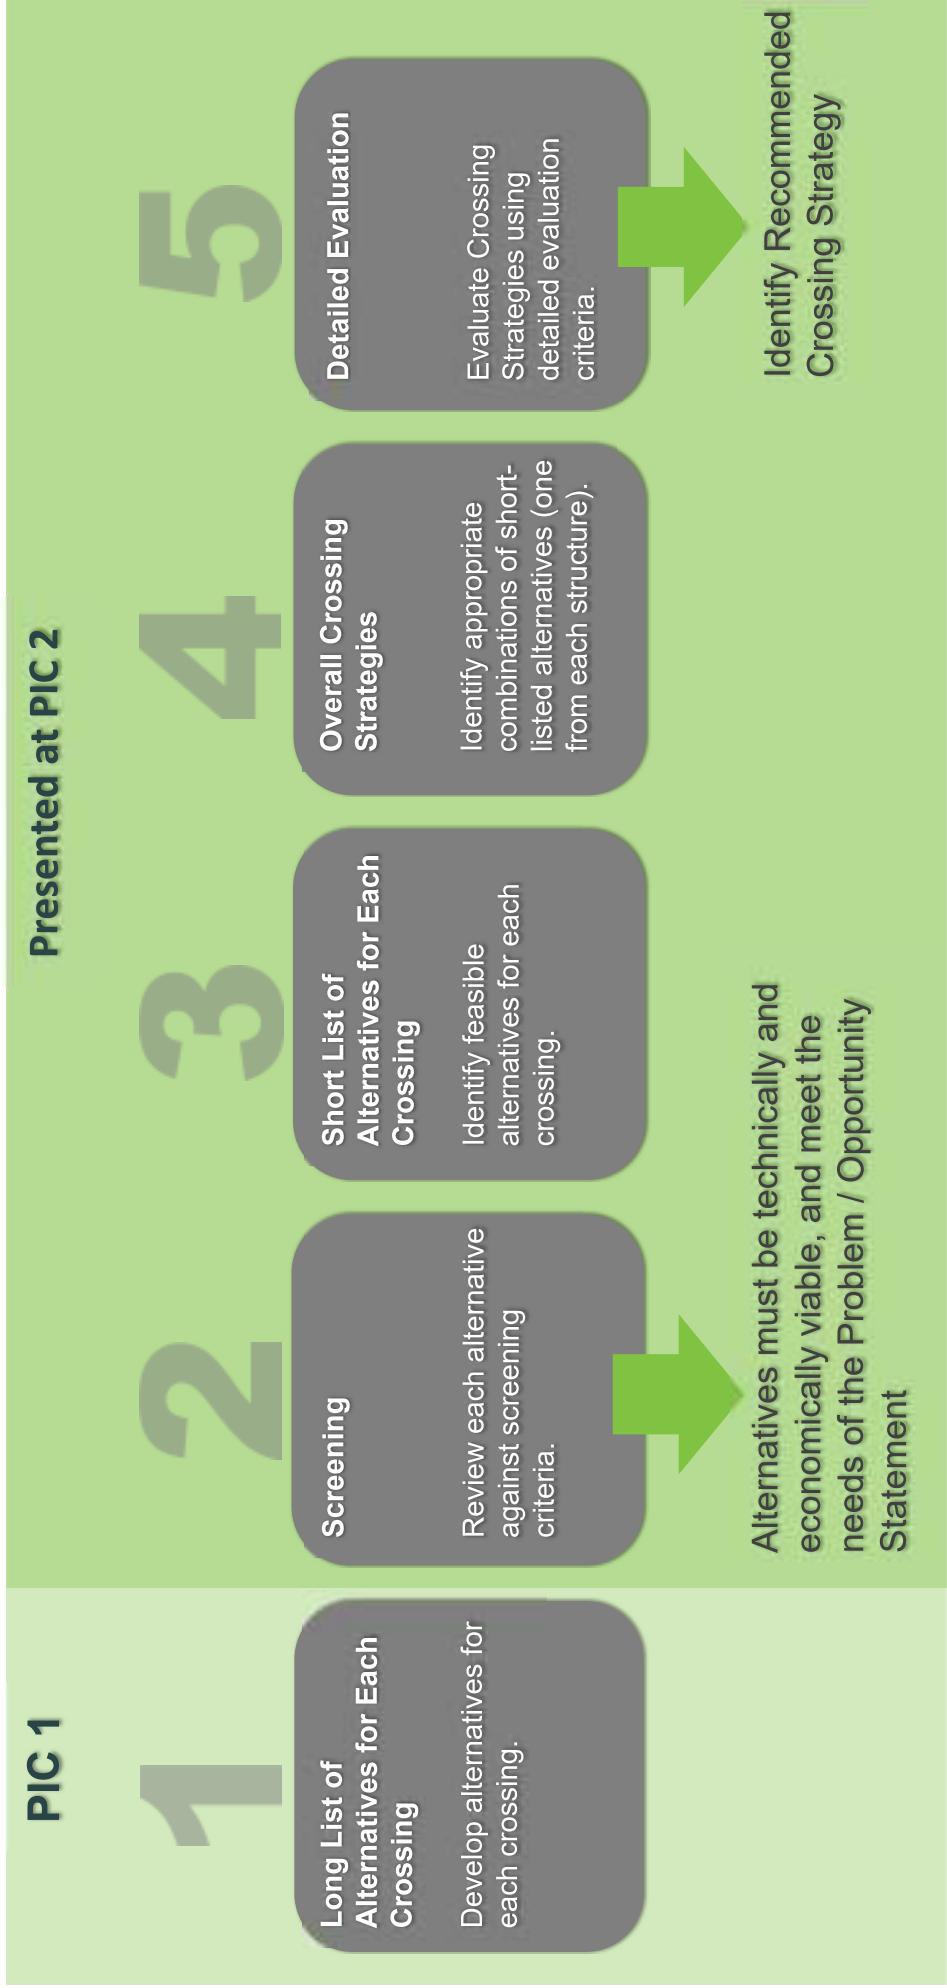 PIC 1
Presented at PIC 2
1
Long List of
Alternatives for Each
Crossing
Develop alternatives for
each crossing.
2
Screening
Review each alternative
against screening
criteria.
Alternatives must be technically and
economically viable, and meet the
needs of the Problem / Opportunity
Statement
3
Short List of
Alternatives for Each
Crossing
Identify feasible
alternatives for each
crossing.
4
Overall Crossing
Strategies
Identify appropriate
combinations of short-
listed alternatives (one
from each structure).
5
Detailed Evaluation
Evaluate Crossing
Strategies using
detailed evaluation
criteria.
Identify Recommended
Crossing Strategy